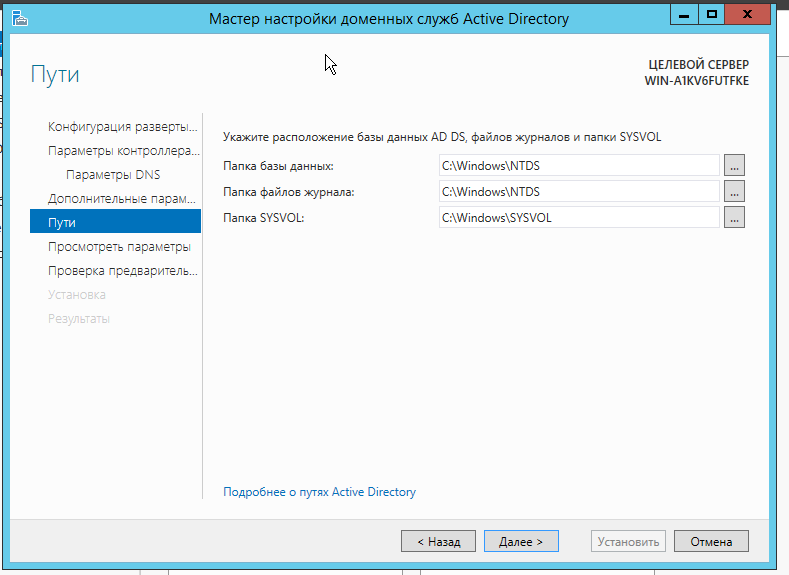 Мастер настройки доменных служб Active Directory
Пути
ЦЕЛЕВОЙ СЕРВЕР
WIN-A1KV6FUTFKE
Конфигурация разверты...
Параметры контроллера...
Параметры DNS
Дополнительные парам...
Пути
Просмотреть параметры
Проверка предваритель...
Установка
Результаты
Укажите расположение базы данных AD DS, файлов журналов и папки SYSVOL
Папка базы данных: C:\Windows\NTDS ...
Папка файлов журнала: C:\Windows\NTDS ...
Папка SYSVOL: C:\Windows\SYSVOL ...
Подробнее о путях Active Directory
< Назад Далее > Установить Отмена